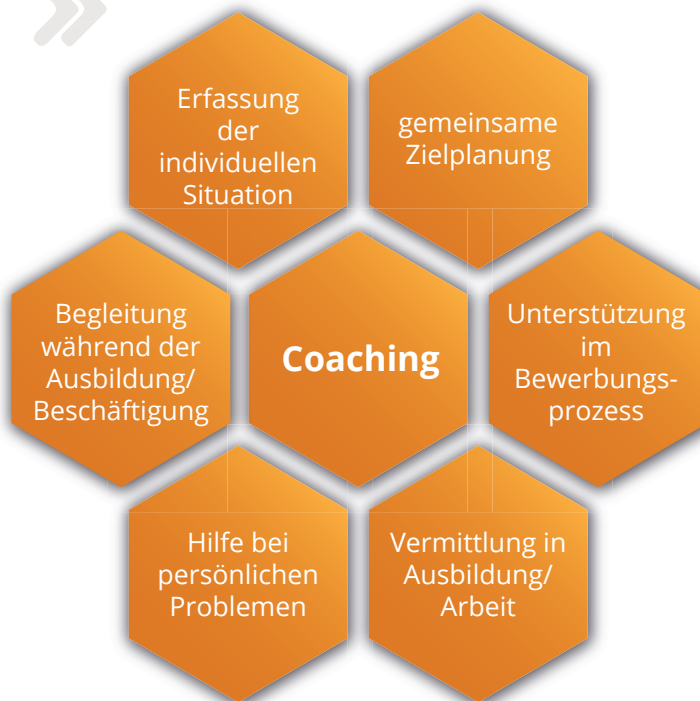 Erfassung
der
individuellen
Situation
gemeinsame
Zielplanung
Begleitung
während der
Ausbildung/
Beschäftigung
Coaching
Unterstützung
im
Bewerbungs-
prozess
Hilfe bei
persönlichen
Problemen
Vermittlung in
Ausbildung/
Arbeit